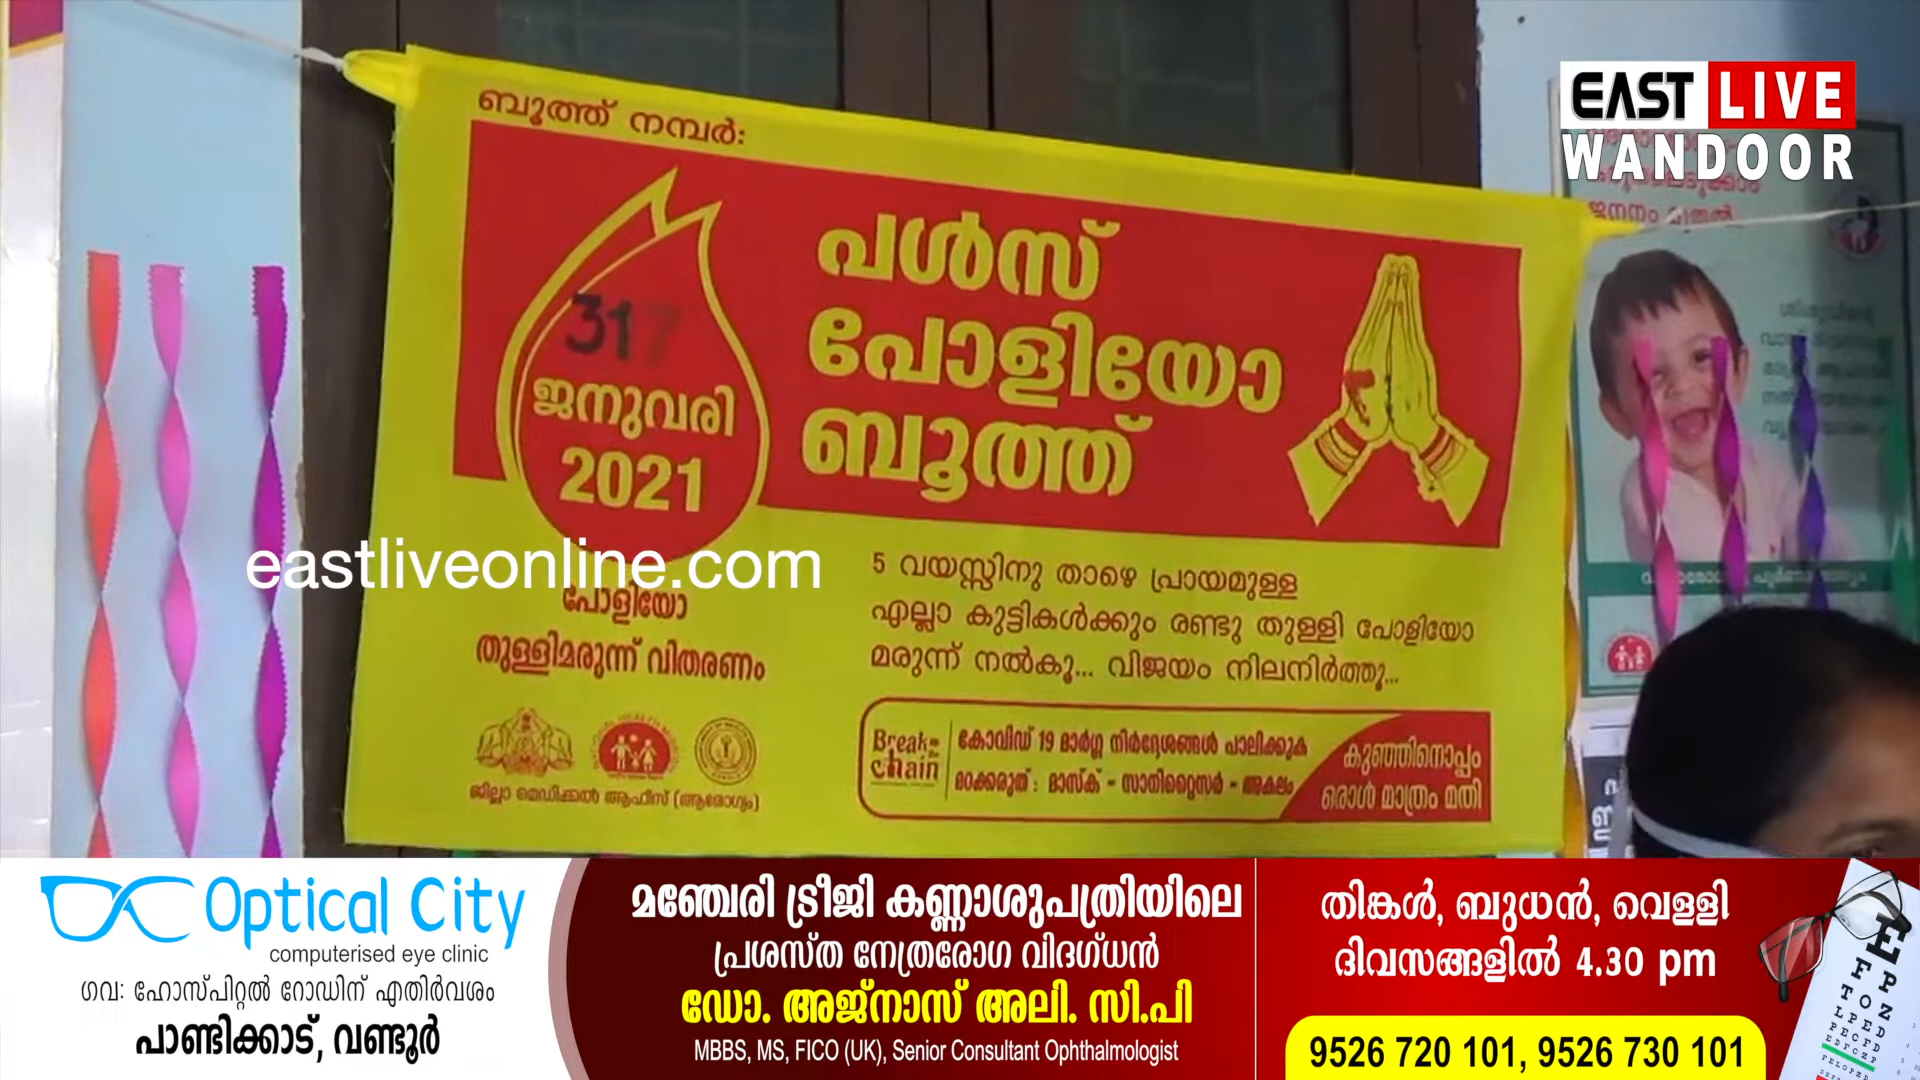 EAST LIVE
WANDOOR
ബൂത്ത് നമ്പർ:
317
ജനുവരി
2021
പൾസ്
പോളിയോ
ബൂത്ത്
eastliveonline.com
പോളിയോ
തുള്ളിമരുന്ന് വിതരണം
5 വയസ്സിനു താഴെ പ്രായമുള്ള
എല്ലാ കുട്ടികൾക്കും രണ്ടു തുള്ളി പോളിയോ
മരുന്ന് നൽകൂ... വിജയം നിലനിർത്തൂ...
ജില്ലാ മെഡിക്കൽ ആഫീസ് (ആരോഗ്യം)
Break the
Chain
കോവിഡ് 19 മാർഗ്ഗ നിർദ്ദേശങ്ങൾ പാലിക്കുക
മറക്കരുത് : മാസ്ക് - സാനിറ്റൈസർ - അകലം
കുഞ്ഞിനൊപ്പം
ഒരാൾ മാത്രം മതി
ജനനം മുതൽ
Optical City
computerised eye clinic
ഗവ: ഹോസ്പിറ്റൽ റോഡിന് എതിർവശം
പാണ്ടിക്കാട്, വണ്ടൂർ
മഞ്ചേരി ട്രീജി കണ്ണാശുപത്രിയിലെ
പ്രശസ്ത നേത്രരോഗ വിദഗ്ധൻ
ഡോ. അജ്നാസ് അലി. സി.പി
MBBS, MS, FICO (UK), Senior Consultant Ophthalmologist
തിങ്കൾ, ബുധൻ, വെള്ളി
ദിവസങ്ങളിൽ 4.30 pm
9526 720 101, 9526 730 101